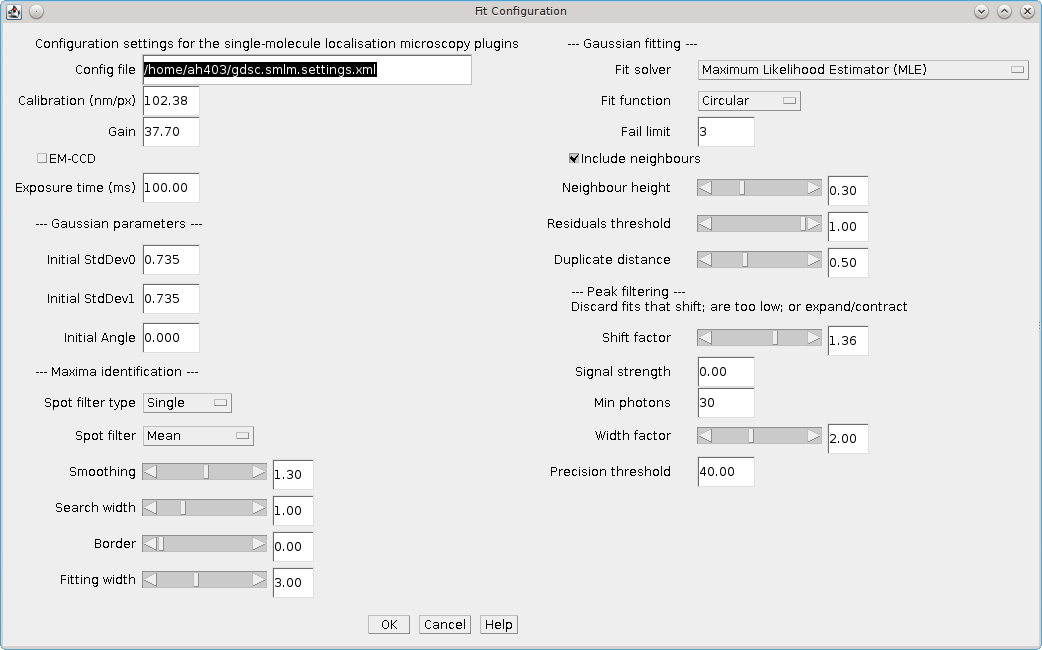 Fit Configuration
Configuration settings for the single-molecule localisation microscopy plugins
Config file /home/ah403/gdsc.smlm.settings.xml
Calibration (nm/px) 102.38
Gain 37.70
EM-CCD
Exposure time (ms) 100.00
--- Gaussian parameters ---
Initial StdDev0 0.735
Initial StdDev1 0.735
Initial Angle 0.000
--- Maxima identification ---
Spot filter type Single
Spot filter Mean
Smoothing 1.30
Search width 1.00
Border 0.00
Fitting width 3.00
--- Gaussian fitting ---
Fit solver Maximum Likelihood Estimator (MLE)
Fit function Circular
Fail limit 3
Include neighbours
Neighbour height 0.30
Residuals threshold 1.00
Duplicate distance 0.50
--- Peak filtering ---
Discard fits that shift; are too low; or expand/contract
Shift factor 1.36
Signal strength 0.00
Min photons 30
Width factor 2.00
Precision threshold 40.00
OK Cancel Help